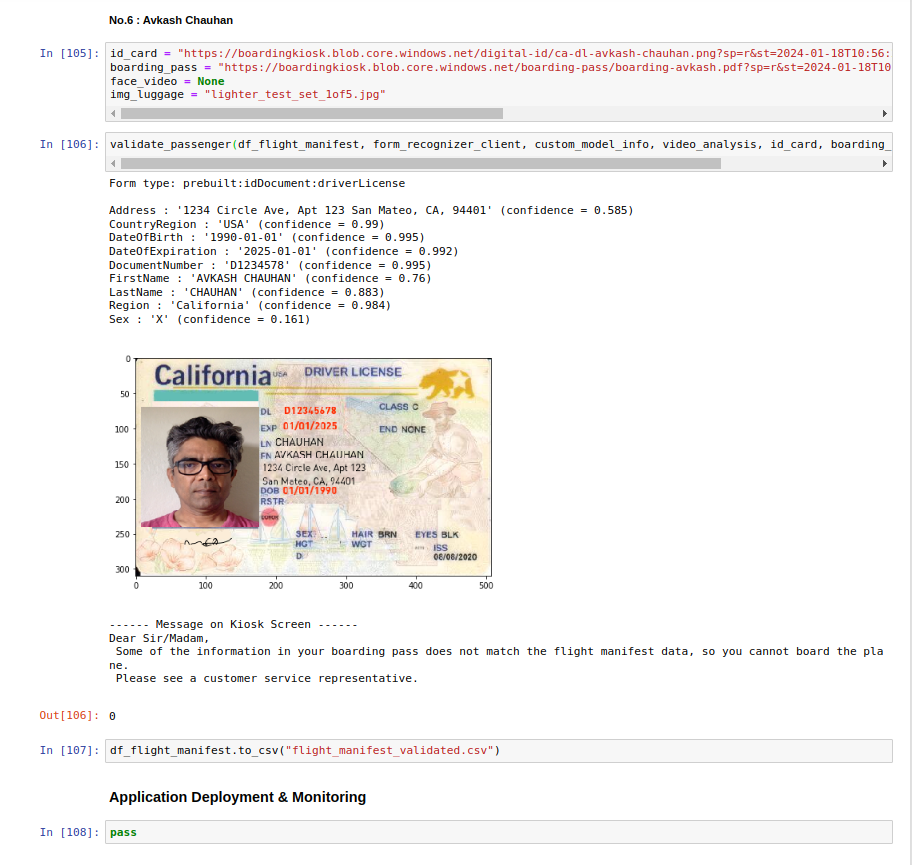 No.6 : Avkash Chauhan
In [105]: id_card = "https://boardingkiosk.blob.core.windows.net/digital-id/ca-dl-avkash-chauhan.png?sp=r&st=2024-01-18T10:56:
boarding_pass = "https://boardingkiosk.blob.core.windows.net/boarding-pass/boarding-avkash.pdf?sp=r&st=2024-01-18T10
face_video = None
img_luggage = "lighter_test_set_1of5.jpg"
In [106]: validate_passenger(df_flight_manifest, form_recognizer_client, custom_model_info, video_analysis, id_card, boarding_
Form type: prebuilt:idDocument:driverLicense
Address : '1234 Circle Ave, Apt 123 San Mateo, CA, 94401' (confidence = 0.585)
CountryRegion : 'USA' (confidence = 0.99)
DateOfBirth : '1990-01-01' (confidence = 0.995)
DateOfExpiration : '2025-01-01' (confidence = 0.992)
DocumentNumber : 'D1234578' (confidence = 0.995)
FirstName : 'AVKASH CHAUHAN' (confidence = 0.76)
LastName : 'CHAUHAN' (confidence = 0.883)
Region : 'California' (confidence = 0.984)
Sex : 'X' (confidence = 0.161)
0
50
100
150
200
250
300
California USA DRIVER LICENSE
DL D12345678 CLASS C
EXP 01/01/2025 END NONE
LN CHAUHAN
FN AVKASH CHAUHAN
1234 Circle Ave, Apt 123
San Mateo, CA, 94401
DOB 01/01/1990
RSTR
DONOR
SEX HAIR BRN EYES BLK
HGT WGT ISS
D 08/08/2020
0 100 200 300 400 500
------ Message on Kiosk Screen ------
Dear Sir/Madam,
Some of the information in your boarding pass does not match the flight manifest data, so you cannot board the pla
ne.
Please see a customer service representative.
Out[106]: 0
In [107]: df_flight_manifest.to_csv("flight_manifest_validated.csv")
Application Deployment & Monitoring
In [108]: pass